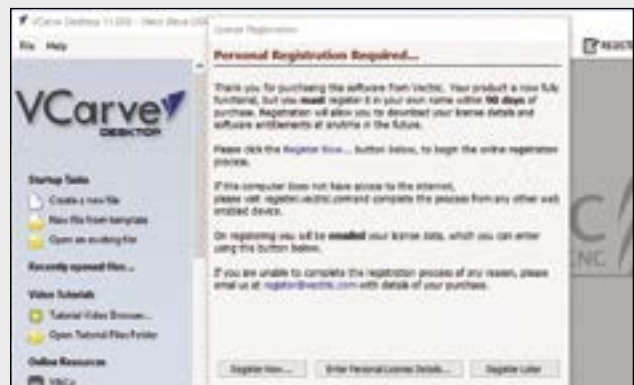 VCarve Desktop
License Registration
File Help
Personal Registration Required...
REGISTE
Thank you for purchasing the software from Vectric. Your product is now fully
functional, but you must register it in your own name within 90 days of
purchase. Registration will allow you to download your license details and
software entitlements at anytime in the future.
VCarve
DESKTOP
Please click the Register Now... button below, to begin the online registration
process.
If this computer does not have access to the internet,
please visit register.vectric.com and complete the process from any other web
enabled device.
On registering you will be emailed your license data, which you can enter
using the button below.
If you are unable to complete the registration process of any reason, please
email us at register@vectric.com with details of your purchase.
Startup Tasks
Create a new file
New file from template
Open an existing file
Recently opened files...
Video Tutorials
Tutorial Video Browser...
Open Tutorial Files Folder
Online Resources
C
NC
Register Now...
Enter Personal License Details...
Register Later